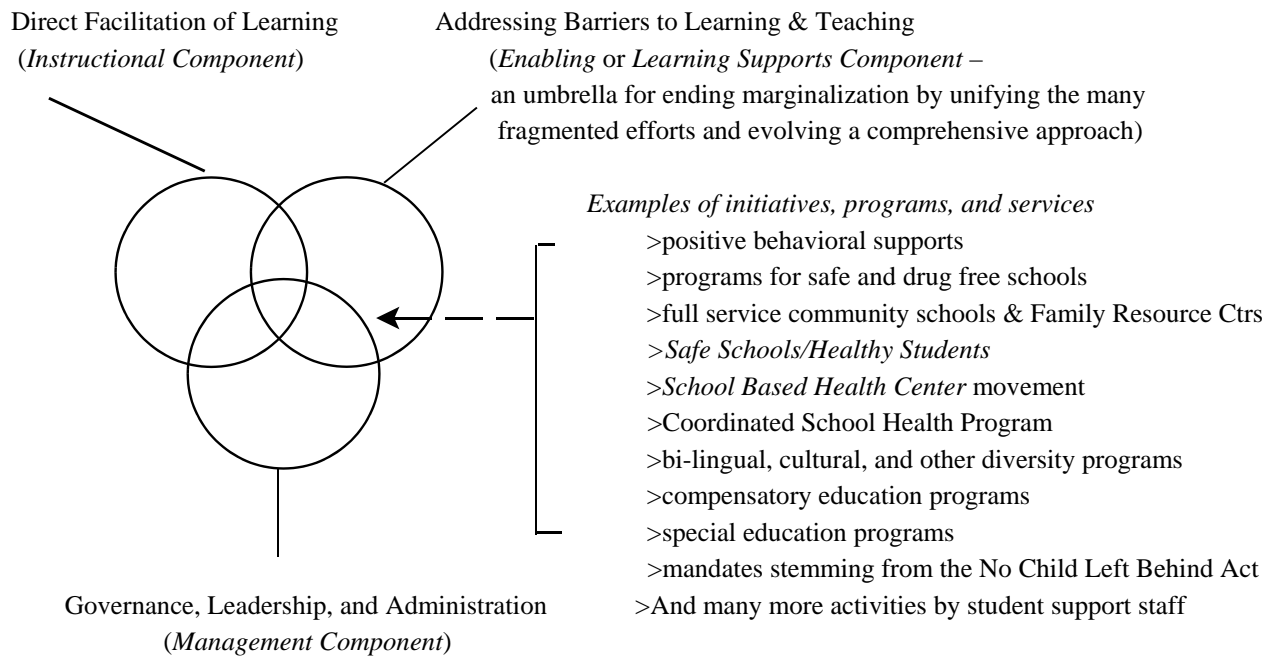 Direct Facilitation of Learning
(Instructional Component)
Addressing Barriers to Learning & Teaching
(Enabling or Learning Supports Component –
an umbrella for ending marginalization by unifying the many
fragmented efforts and evolving a comprehensive approach)
Examples of initiatives, programs, and services
>positive behavioral supports
>programs for safe and drug free schools
>full service community schools & Family Resource Ctrs
>Safe Schools/Healthy Students
>School Based Health Center movement
>Coordinated School Health Program
>bi-lingual, cultural, and other diversity programs
>compensatory education programs
>special education programs
>mandates stemming from the No Child Left Behind Act
>And many more activities by student support staff
Governance, Leadership, and Administration
(Management Component)